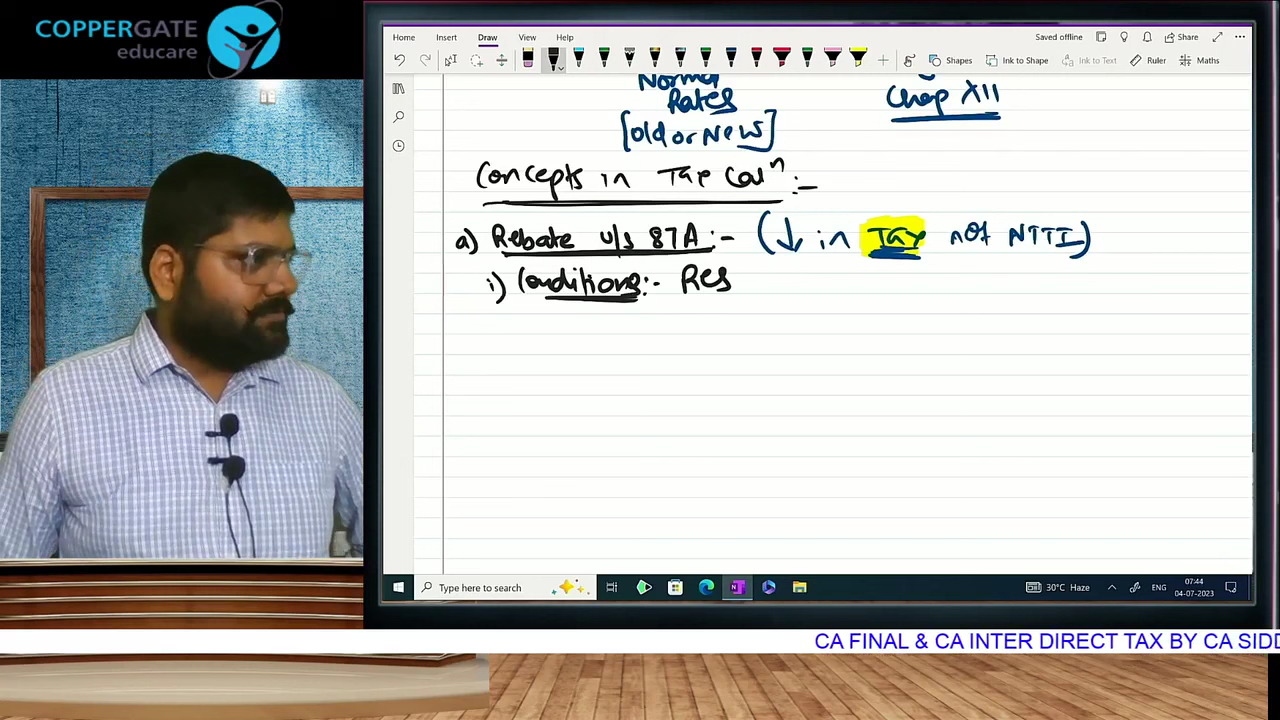 COPPERGATE
educare
Home Insert Draw View Help
Saved offline Share
Shapes Ink to Shape Ink to Text Ruler Maths
Normal
Rates
[old or New]
Chap XII
Concepts in Tax Calⁿ :-
a) Rebate u/s 87A :- (↓ in Tax not NTTI)
i) Conditions :- Res
Type here to search
30°C Haze ENG 07:44
04-07-2023
CA FINAL & CA INTER DIRECT TAX BY CA SIDD